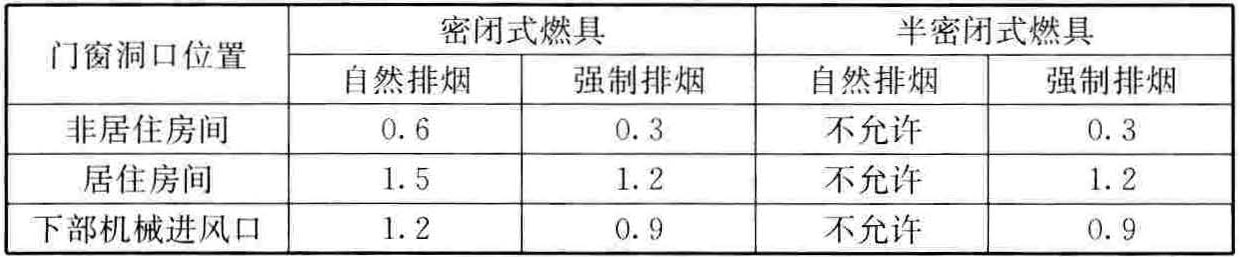 门窗洞口位置 密闭式燃具 半密闭式燃具
自然排烟 强制排烟 自然排烟 强制排烟
非居住房间 0.6 0.3 不允许 0.3
居住房间 1.5 1.2 不允许 1.2
下部机械进风口 1.2 0.9 不允许 0.9